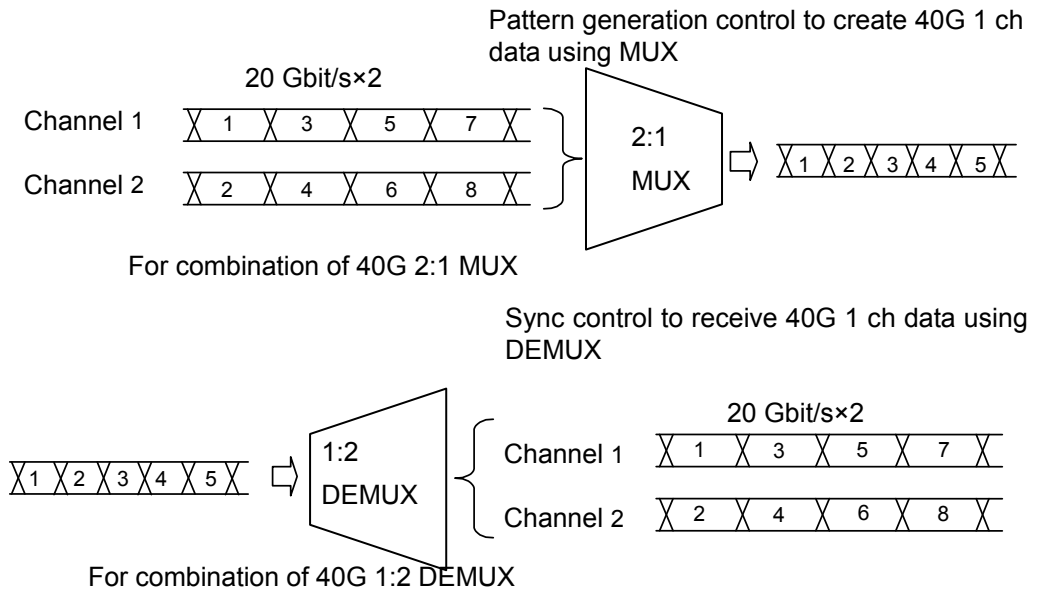 Pattern generation control to create 40G 1 ch
data using MUX
20 Gbit/s×2
Channel 1
1 3 5 7
2:1
MUX
1 2 3 4 5
Channel 2
2 4 6 8
For combination of 40G 2:1 MUX
Sync control to receive 40G 1 ch data using
DEMUX
20 Gbit/s×2
1 2 3 4 5
1:2
DEMUX
Channel 1
1 3 5 7
Channel 2
2 4 6 8
For combination of 40G 1:2 DEMUX